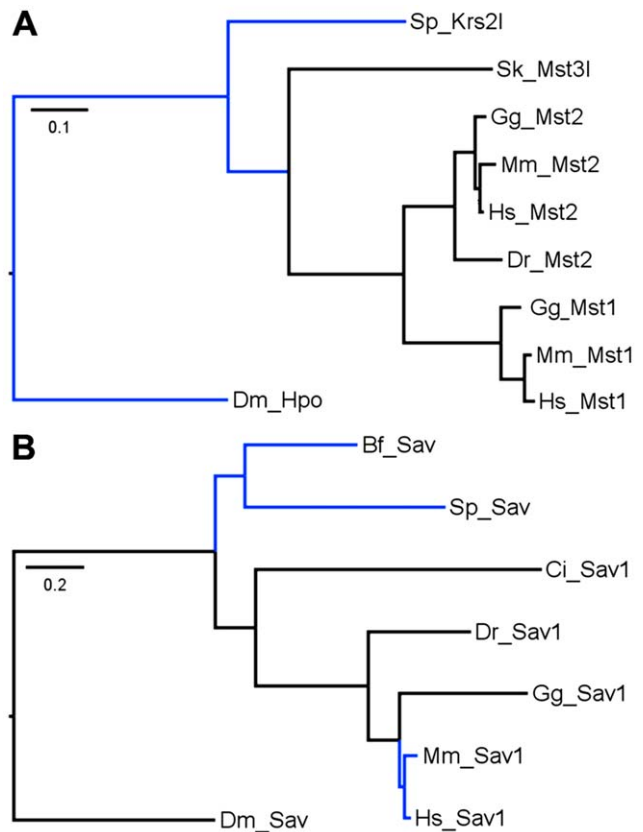 A
Sp_Krs2l
Sk_Mst3l
0.1
Gg_Mst2
Mm_Mst2
Hs_Mst2
Dr_Mst2
Gg_Mst1
Mm_Mst1
Hs_Mst1
Dm_Hpo
B
Bf_Sav
Sp_Sav
0.2
Ci_Sav1
Dr_Sav1
Gg_Sav1
Mm_Sav1
Hs_Sav1
Dm_Sav